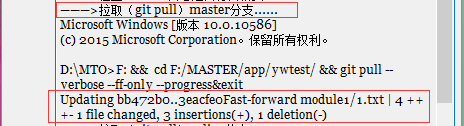 ———>拉取（git pull）master分支......
Microsoft Windows [版本 10.0.10586]
(c) 2015 Microsoft Corporation。保留所有权利。
D:\MTO>F: &&  cd F:/MASTER/app/ywtest/ && git pull --
verbose --ff-only --progress&exit
Updating bb472b0..3eacfe0Fast-forward module1/1.txt | 4 ++
+- 1 file changed, 3 insertions(+), 1 deletion(-)